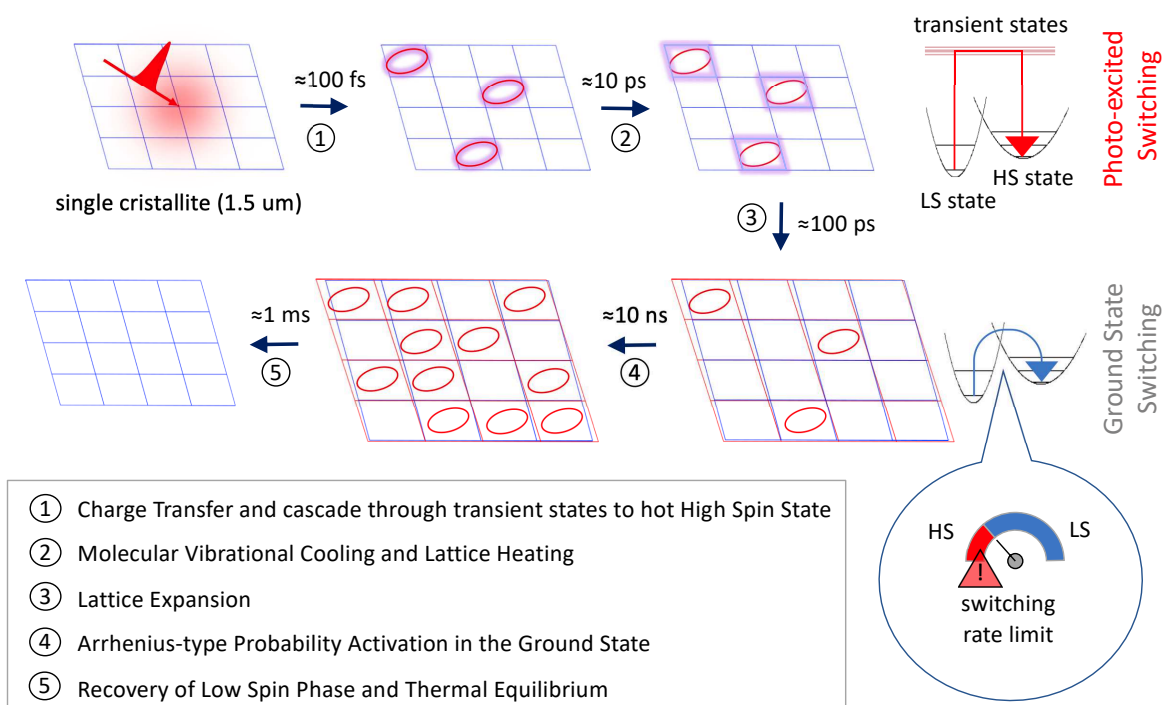 transient states
≈100 fs
①
≈10 ps
②
LS state
HS state
Photo-excited
Switching
single cristallite (1.5 um)
③
≈100 ps
≈1 ms
⑤
≈10 ns
④
Ground State
Switching
HS
LS
!
switching
rate limit
① Charge Transfer and cascade through transient states to hot High Spin State
② Molecular Vibrational Cooling and Lattice Heating
③ Lattice Expansion
④ Arrhenius-type Probability Activation in the Ground State
⑤ Recovery of Low Spin Phase and Thermal Equilibrium